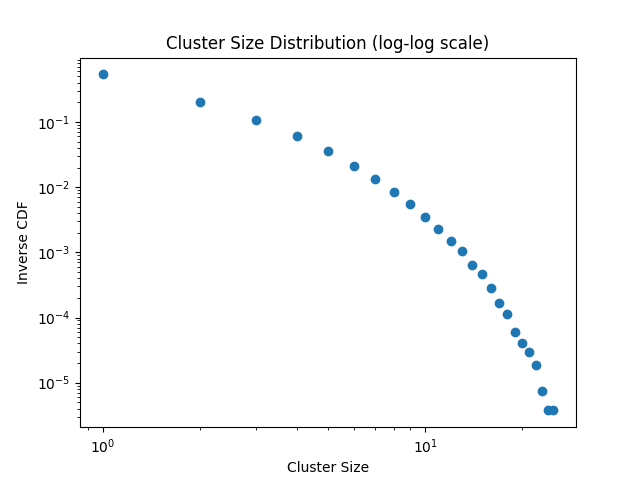 Cluster Size Distribution (log-log scale)
Inverse CDF
10⁻¹
10⁻²
10⁻³
10⁻⁴
10⁻⁵
10⁰
10¹
Cluster Size